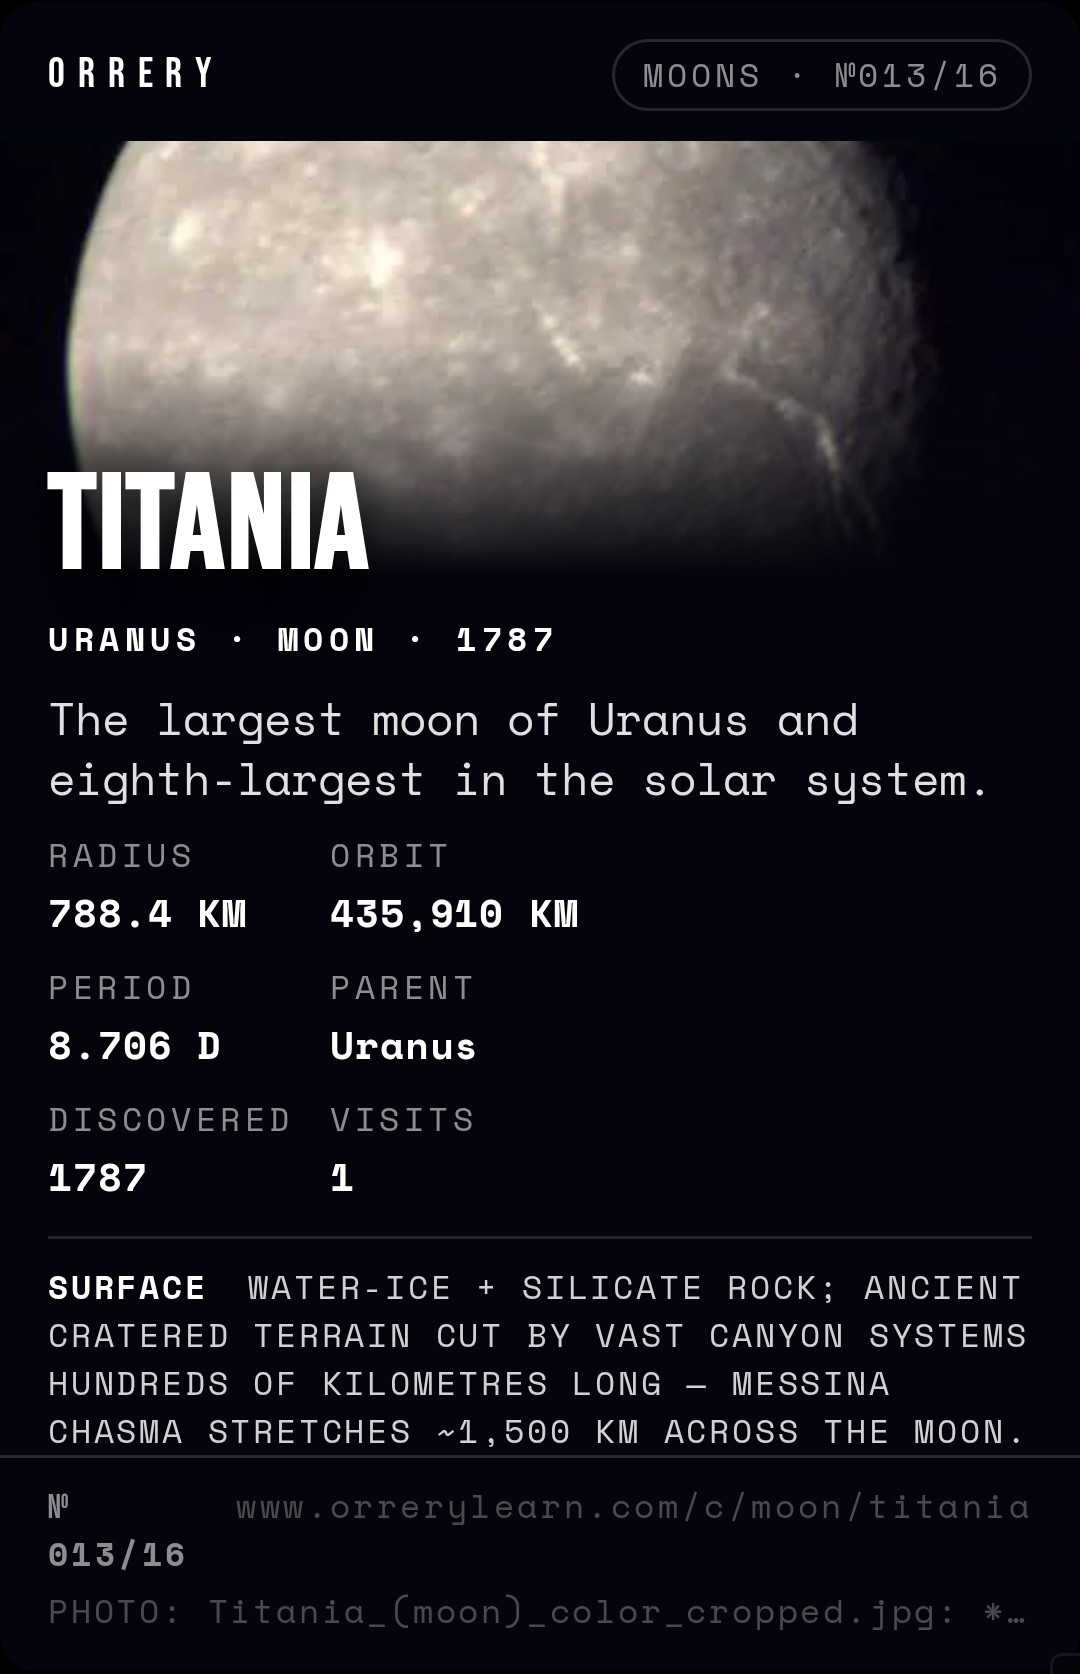 ORRERY
MOONS · №013/16
TITANIA
URANUS · MOON · 1787
The largest moon of Uranus and
eighth-largest in the solar system.
RADIUS ORBIT
788.4 KM 435,910 KM
PERIOD PARENT
8.706 D Uranus
DISCOVERED VISITS
1787 1
SURFACE WATER-ICE + SILICATE ROCK; ANCIENT
CRATERED TERRAIN CUT BY VAST CANYON SYSTEMS
HUNDREDS OF KILOMETRES LONG — MESSINA
CHASMA STRETCHES ~1,500 KM ACROSS THE MOON.
№ www.orrerylearn.com/c/moon/titania
013/16
PHOTO: Titania_(moon)_color_cropped.jpg: *…